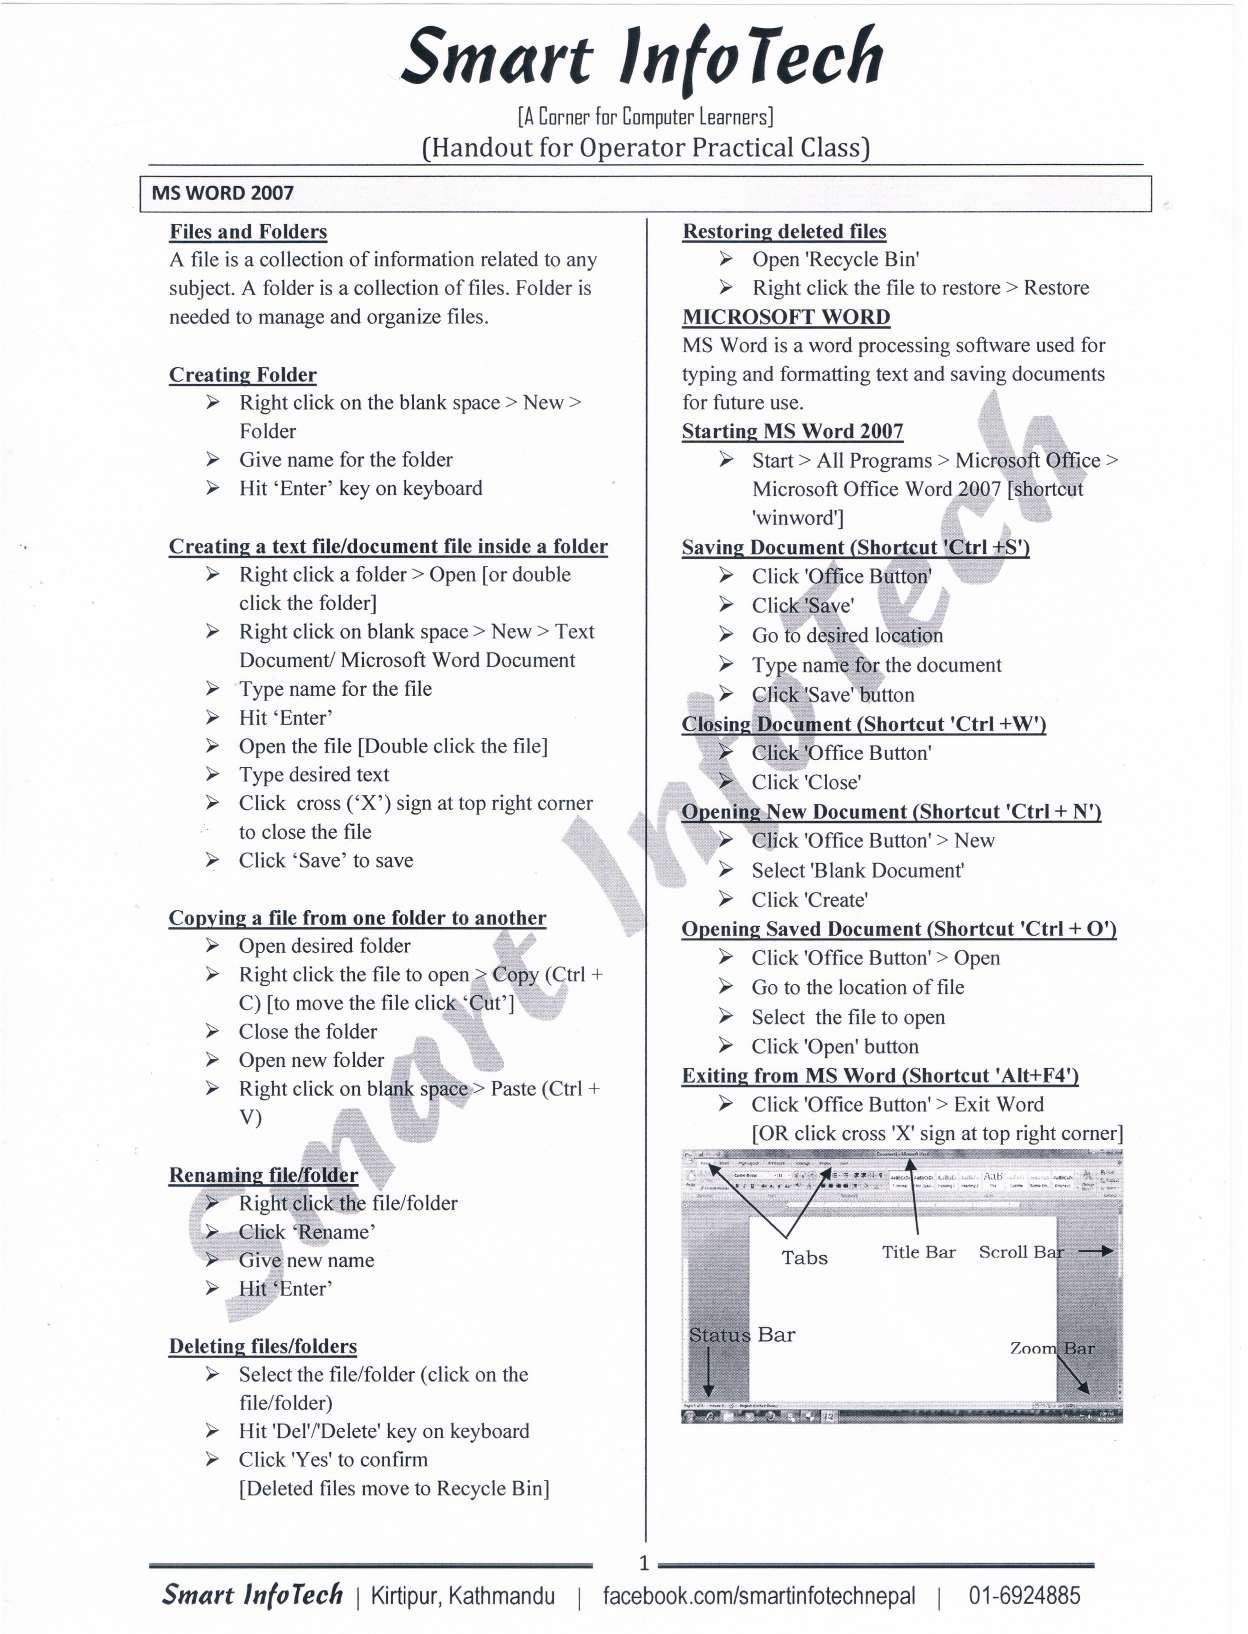 Smart InfoTech
[A Corner for Computer Learners]
(Handout for Operator Practical Class)
MS WORD 2007
Files and Folders
A file is a collection of information related to any
subject. A folder is a collection of files. Folder is
needed to manage and organize files.
Creating Folder
➢ Right click on the blank space > New >
Folder
➢ Give name for the folder
➢ Hit ‘Enter’ key on keyboard
Creating a text file/document file inside a folder
➢ Right click a folder > Open [or double
click the folder]
➢ Right click on blank space > New > Text
Document/ Microsoft Word Document
➢ Type name for the file
➢ Hit ‘Enter’
➢ Open the file [Double click the file]
➢ Type desired text
➢ Click cross (‘X’) sign at top right corner
to close the file
➢ Click ‘Save’ to save
Copying a file from one folder to another
➢ Open desired folder
➢ Right click the file to open > Copy (Ctrl +
C) [to move the file click ‘Cut’]
➢ Close the folder
➢ Open new folder
➢ Right click on blank space > Paste (Ctrl +
V)
Renaming file/folder
➢ Right click the file/folder
➢ Click ‘Rename’
➢ Give new name
➢ Hit ‘Enter’
Deleting files/folders
➢ Select the file/folder (click on the
file/folder)
➢ Hit 'Del'/'Delete' key on keyboard
➢ Click 'Yes' to confirm
[Deleted files move to Recycle Bin]
Restoring deleted files
➢ Open 'Recycle Bin'
➢ Right click the file to restore > Restore
MICROSOFT WORD
MS Word is a word processing software used for
typing and formatting text and saving documents
for future use.
Starting MS Word 2007
➢ Start > All Programs > Microsoft Office >
Microsoft Office Word 2007 [shortcut
'winword']
Saving Document (Shortcut 'Ctrl +S')
➢ Click 'Office Button'
➢ Click 'Save'
➢ Go to desired location
➢ Type name for the document
➢ Click 'Save' button
Closing Document (Shortcut 'Ctrl +W')
➢ Click 'Office Button'
➢ Click 'Close'
Opening New Document (Shortcut 'Ctrl + N')
➢ Click 'Office Button' > New
➢ Select 'Blank Document'
➢ Click 'Create'
Opening Saved Document (Shortcut 'Ctrl + O')
➢ Click 'Office Button' > Open
➢ Go to the location of file
➢ Select the file to open
➢ Click 'Open' button
Exiting from MS Word (Shortcut 'Alt+F4')
➢ Click 'Office Button' > Exit Word
[OR click cross 'X' sign at top right corner]
Tabs
Title Bar
Scroll Bar
Status Bar
Zoom Bar
Smart InfoTech
1
Smart InfoTech | Kirtipur, Kathmandu | facebook.com/smartinfotechnepal | 01-6924885